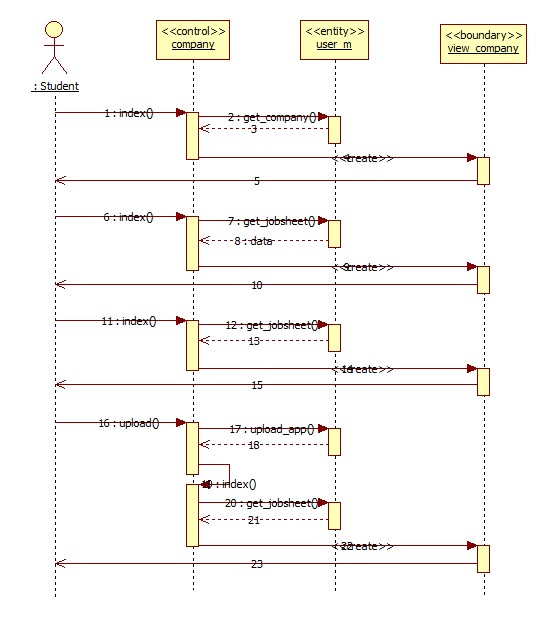 <<control>>
company
<<entity>>
user_m
<<boundary>>
view_company
: Student
1 : index()
2 : get_company()
3
<<create>>
5
6 : index()
7 : get_jobsheet()
8 : data
9 <<create>>
10
11 : index()
12 : get_jobsheet()
13
14 <<create>>
15
16 : upload()
17 : upload_app()
18
19 : index()
20 : get_jobsheet()
21
22 <<create>>
23